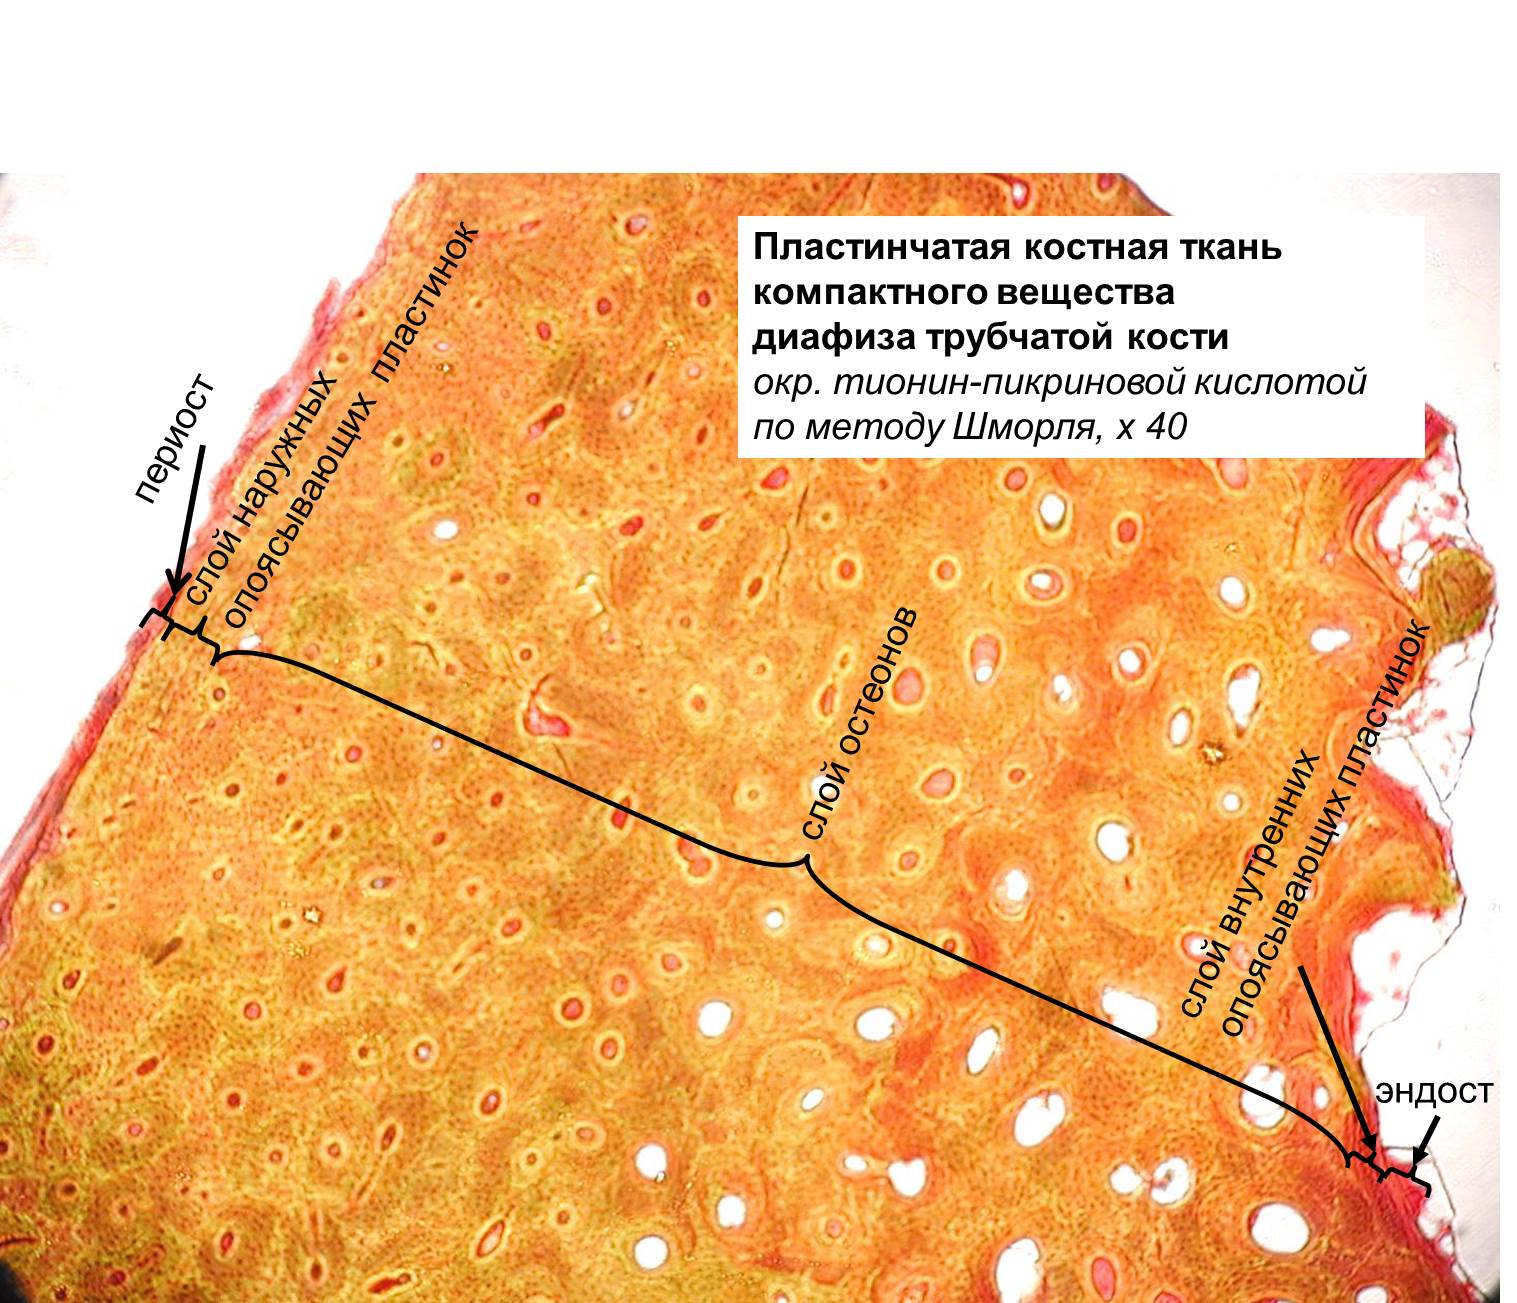 Пластинчатая костная ткань
компактного вещества
диафиза трубчатой кости
окр. тионин-пикриновой кислотой
по методу Шморля, х 40
периост
слой наружных
опоясывающих пластинок
слой остеонов
слой внутренних
опоясывающих пластинок
эндост